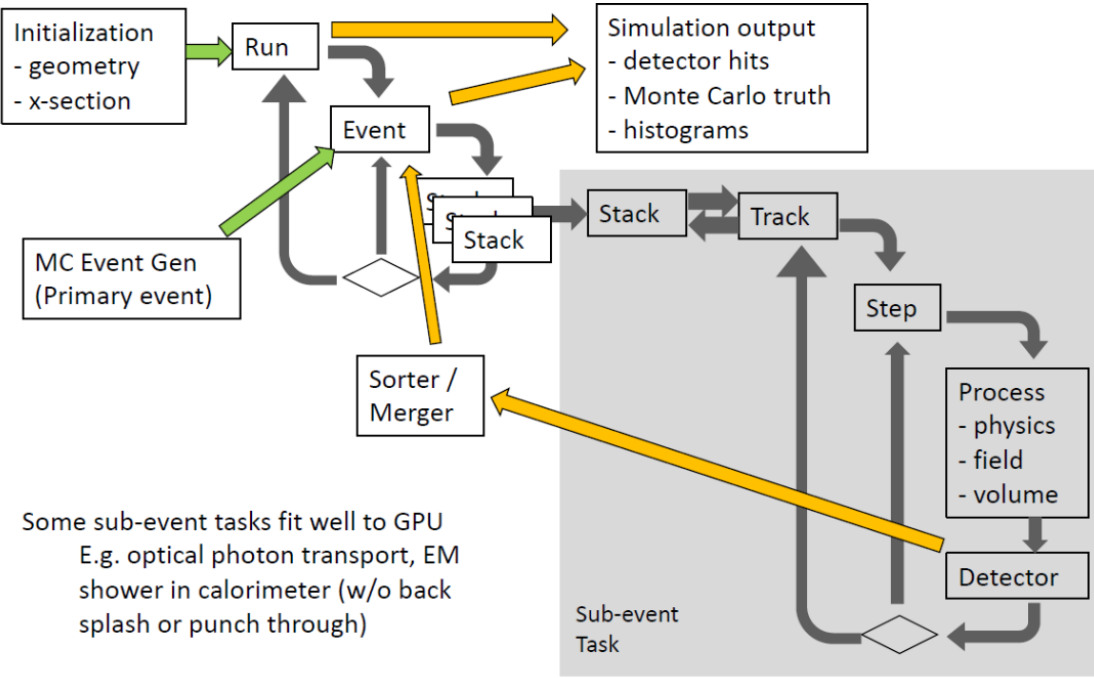 Initialization
- geometry
- x-section
Run
Simulation output
- detector hits
- Monte Carlo truth
- histograms
Event
Stack
MC Event Gen
(Primary event)
Stack
Track
Step
Sorter /
Merger
Process
- physics
- field
- volume
Detector
Some sub-event tasks fit well to GPU
E.g. optical photon transport, EM
shower in calorimeter (w/o back
splash or punch through)
Sub-event
Task